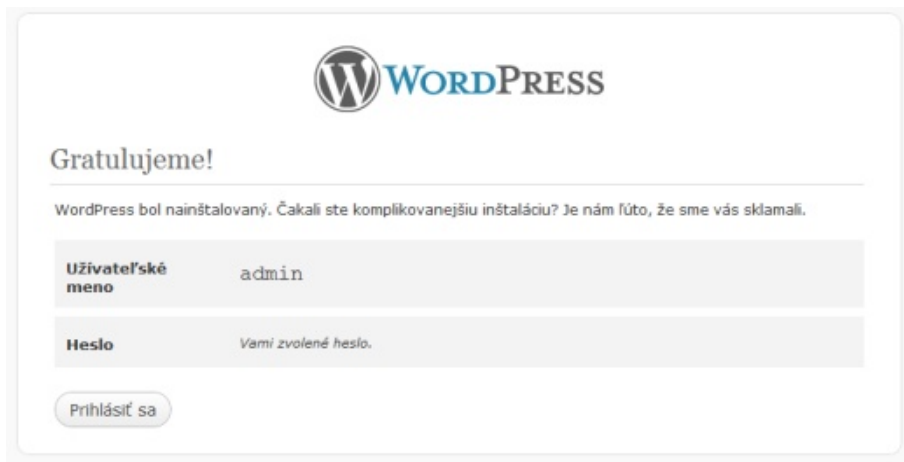 WORDPRESS
Gratulujeme!
WordPress bol nainštalovaný. Čakali ste komplikovanejšiu inštaláciu? Je nám ľúto, že sme vás sklamali.
Užívateľské
meno
admin
Heslo
Vami zvolené heslo.
Prihlásiť sa